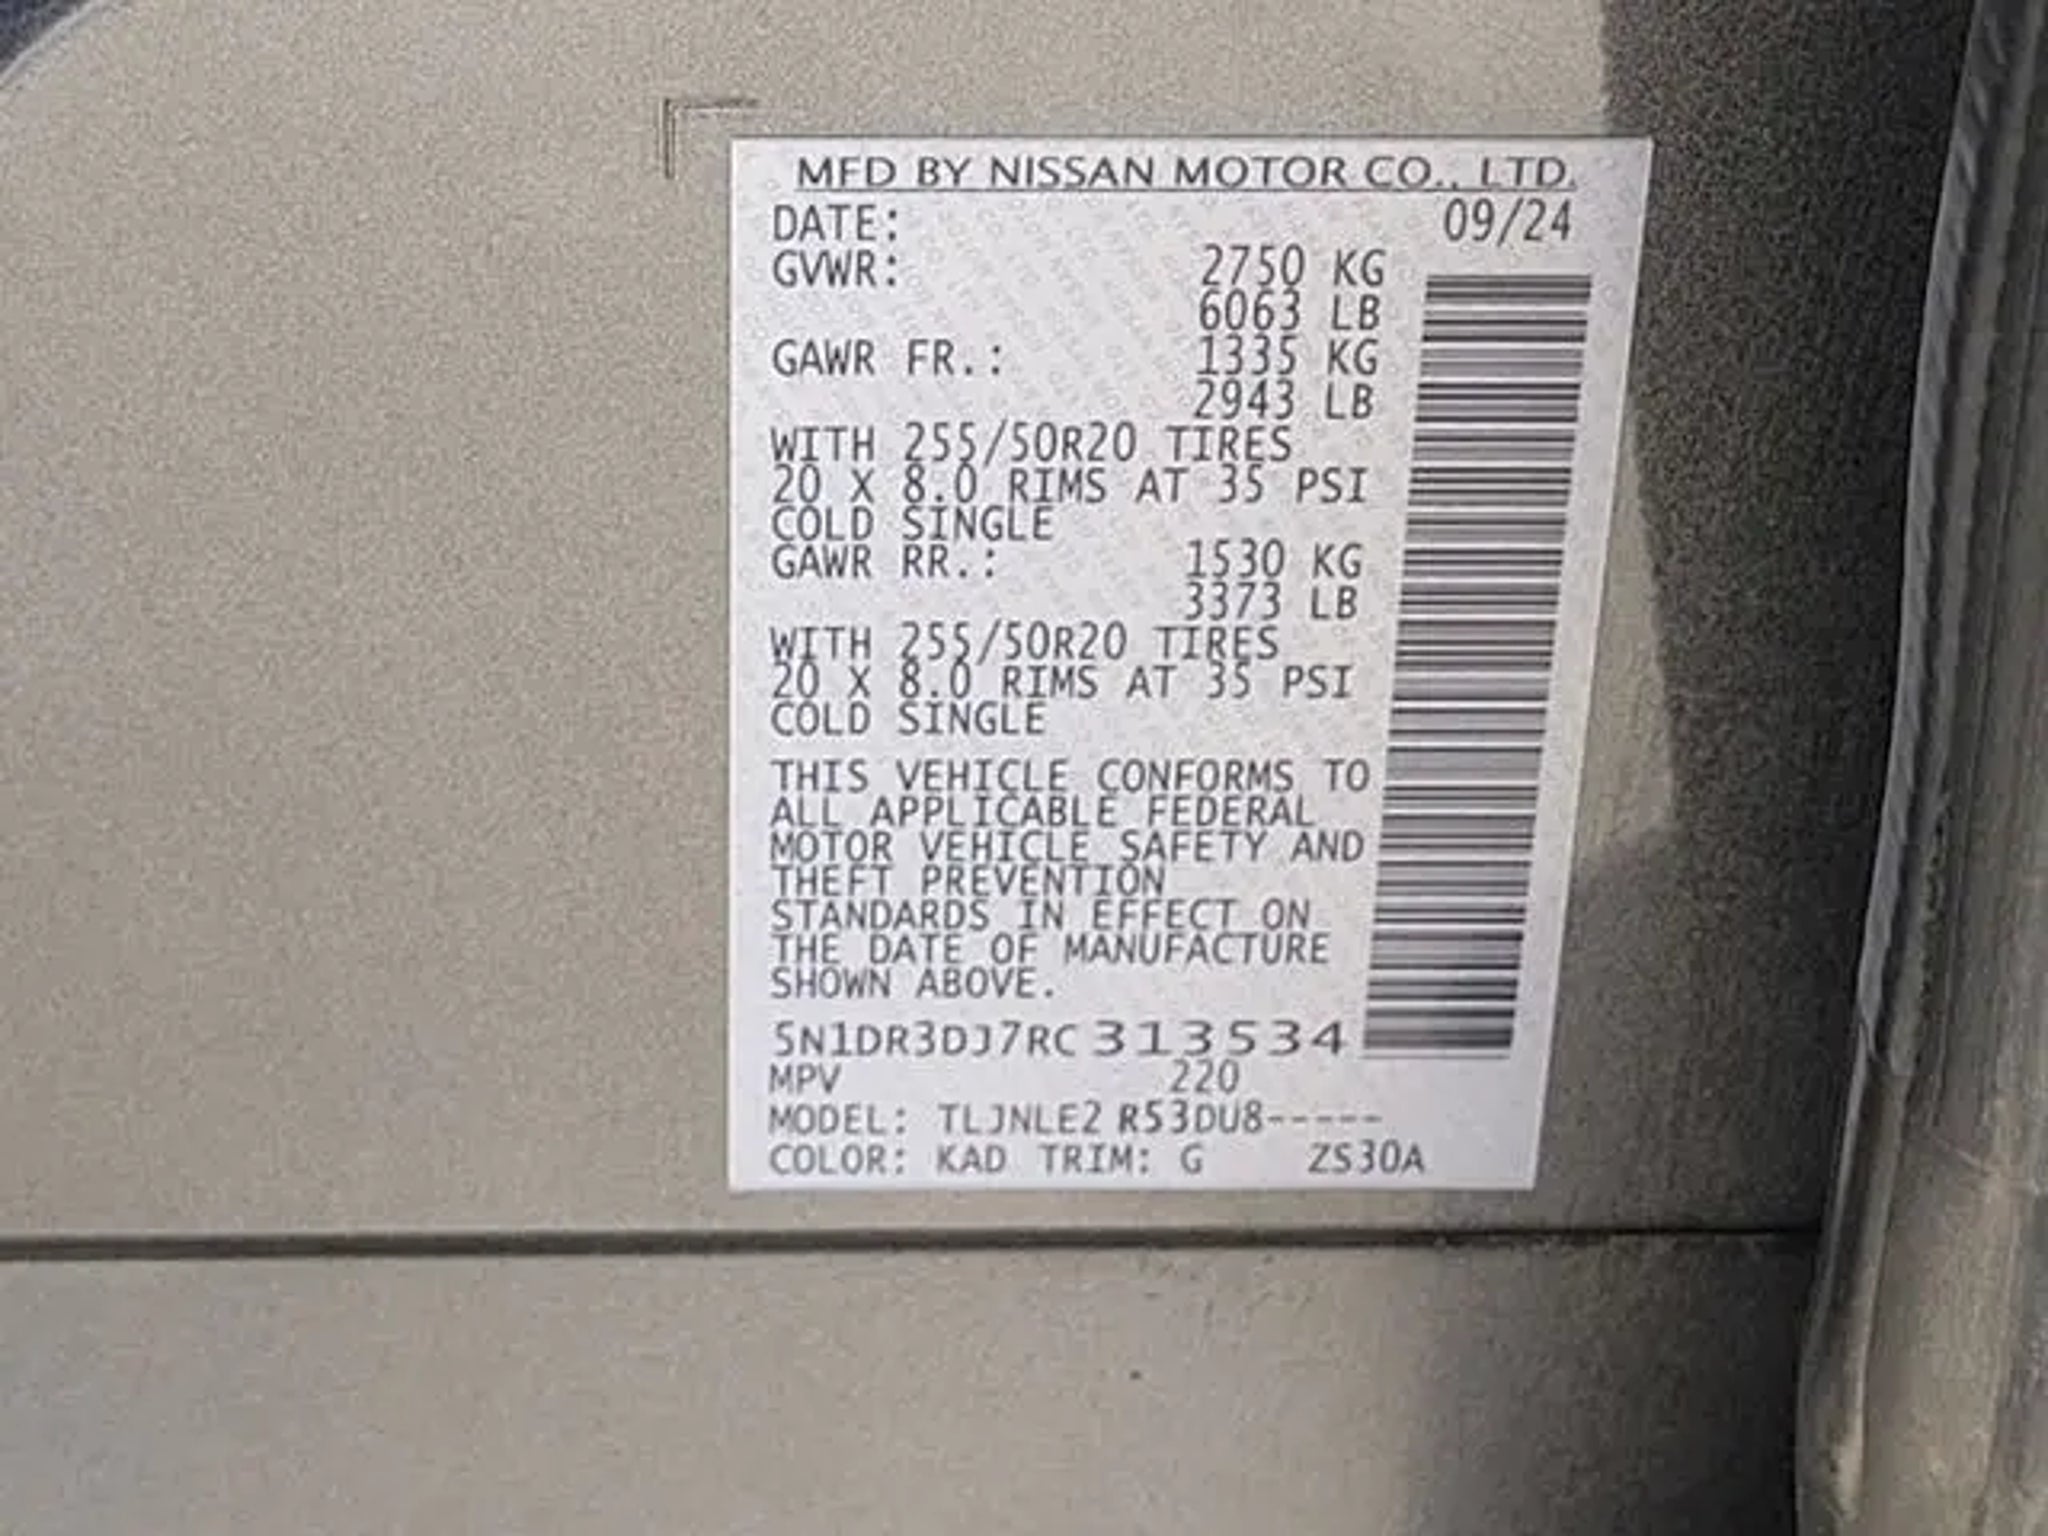 MFD BY NISSAN MOTOR CO., LTD.
DATE: 09/24
GVWR: 2750 KG
6063 LB
GAWR FR.: 1335 KG
2943 LB
WITH 255/50R20 TIRES
20 X 8.0 RIMS AT 35 PSI
COLD SINGLE
GAWR RR.: 1530 KG
3373 LB
WITH 255/50R20 TIRES
20 X 8.0 RIMS AT 35 PSI
COLD SINGLE
THIS VEHICLE CONFORMS TO
ALL APPLICABLE FEDERAL
MOTOR VEHICLE SAFETY AND
THEFT PREVENTION
STANDARDS IN EFFECT ON
THE DATE OF MANUFACTURE
SHOWN ABOVE.
5N1DR3DJ7RC313534
MPV 220
MODEL: TLJNLE2 R53DU8-----
COLOR: KAD TRIM: G ZS30A